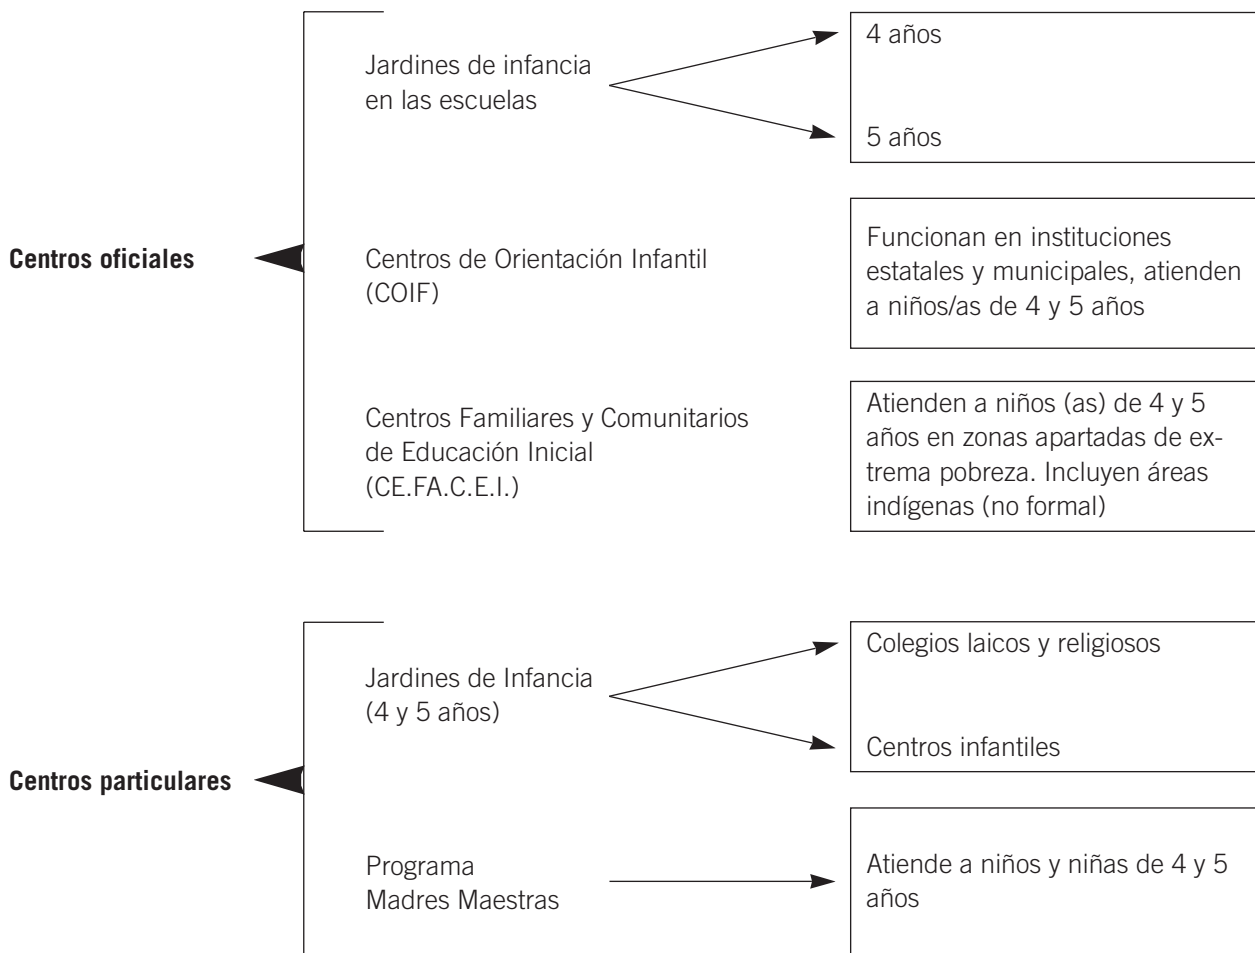 Centros oficiales
Jardines de infancia
en las escuelas
4 años
5 años
Centros de Orientación Infantil
(COIF)
Funcionan en instituciones
estatales y municipales, atienden
a niños/as de 4 y 5 años
Centros Familiares y Comunitarios
de Educación Inicial
(CE.FA.C.E.I.)
Atienden a niños (as) de 4 y 5
años en zonas apartadas de ex-
trema pobreza. Incluyen áreas
indígenas (no formal)
Centros particulares
Jardines de Infancia
(4 y 5 años)
Colegios laicos y religiosos
Centros infantiles
Programa
Madres Maestras
Atiende a niños y niñas de 4 y 5
años